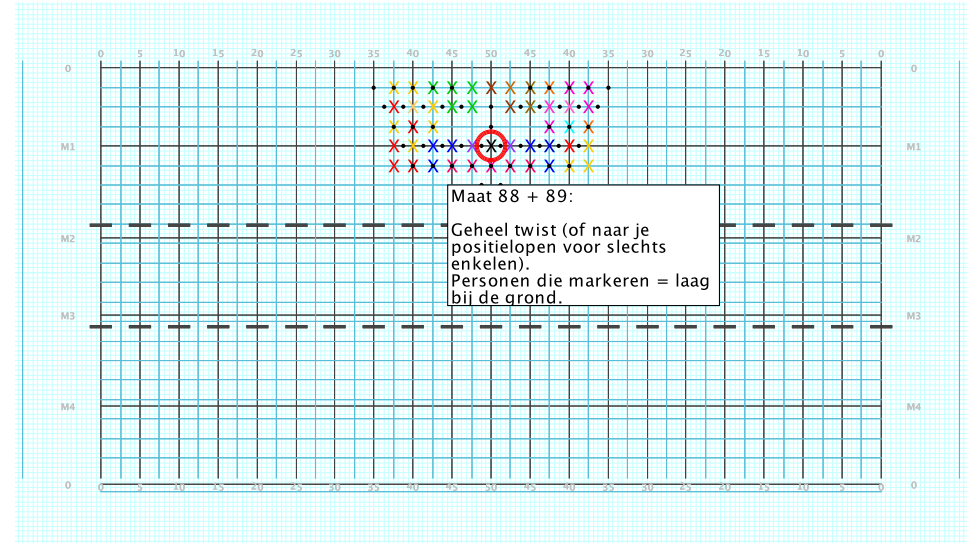 0 5 10 15 20 25 30 35 40 45 50 45 40 35 30 25 20 15 10 5 0
0 0
M1 M1
Maat 88 + 89:
Geheel twist (of naar je
positielopen voor slechts
enkelen).
Personen die markeren = laag
bij de grond.
M2 M2
M3 M3
M4 M4
0 0
0 5 10 15 20 25 30 35 40 45 50 45 40 35 30 25 20 15 10 5 0